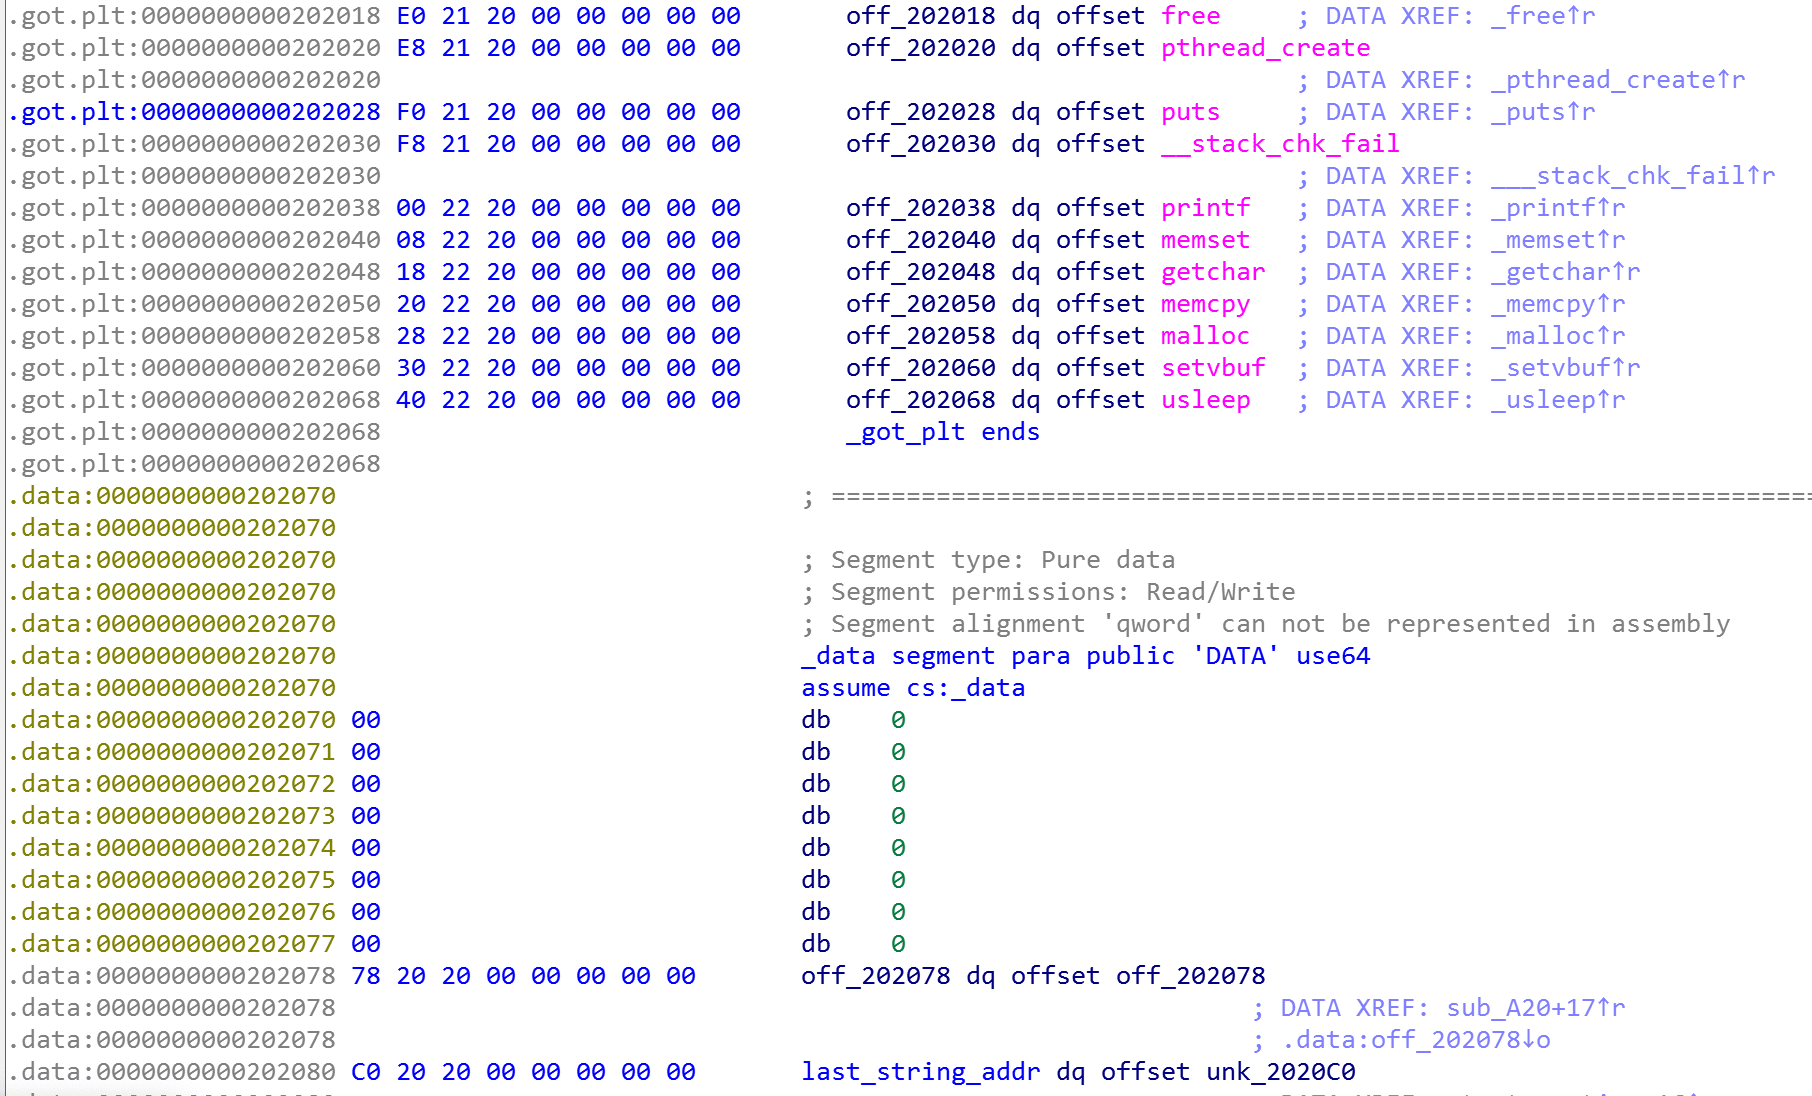 .got.plt:0000000000202018 E0 21 20 00 00 00 00 00 off_202018 dq offset free ; DATA XREF: _free↑r
.got.plt:0000000000202020 E8 21 20 00 00 00 00 00 off_202020 dq offset pthread_create
.got.plt:0000000000202020 ; DATA XREF: _pthread_create↑r
.got.plt:0000000000202028 F0 21 20 00 00 00 00 00 off_202028 dq offset puts ; DATA XREF: _puts↑r
.got.plt:0000000000202030 F8 21 20 00 00 00 00 00 off_202030 dq offset __stack_chk_fail
.got.plt:0000000000202030 ; DATA XREF: ___stack_chk_fail↑r
.got.plt:0000000000202038 00 22 20 00 00 00 00 00 off_202038 dq offset printf ; DATA XREF: _printf↑r
.got.plt:0000000000202040 08 22 20 00 00 00 00 00 off_202040 dq offset memset ; DATA XREF: _memset↑r
.got.plt:0000000000202048 18 22 20 00 00 00 00 00 off_202048 dq offset getchar ; DATA XREF: _getchar↑r
.got.plt:0000000000202050 20 22 20 00 00 00 00 00 off_202050 dq offset memcpy ; DATA XREF: _memcpy↑r
.got.plt:0000000000202058 28 22 20 00 00 00 00 00 off_202058 dq offset malloc ; DATA XREF: _malloc↑r
.got.plt:0000000000202060 30 22 20 00 00 00 00 00 off_202060 dq offset setvbuf ; DATA XREF: _setvbuf↑r
.got.plt:0000000000202068 40 22 20 00 00 00 00 00 off_202068 dq offset usleep ; DATA XREF: _usleep↑r
.got.plt:0000000000202068 _got_plt ends
.got.plt:0000000000202068
.data:0000000000202070 ; ==================================================================
.data:0000000000202070
.data:0000000000202070 ; Segment type: Pure data
.data:0000000000202070 ; Segment permissions: Read/Write
.data:0000000000202070 ; Segment alignment 'qword' can not be represented in assembly
.data:0000000000202070 _data segment para public 'DATA' use64
.data:0000000000202070 assume cs:_data
.data:0000000000202070 00 db 0
.data:0000000000202071 00 db 0
.data:0000000000202072 00 db 0
.data:0000000000202073 00 db 0
.data:0000000000202074 00 db 0
.data:0000000000202075 00 db 0
.data:0000000000202076 00 db 0
.data:0000000000202077 00 db 0
.data:0000000000202078 78 20 20 00 00 00 00 00 off_202078 dq offset off_202078
.data:0000000000202078 ; DATA XREF: sub_A20+17↑r
.data:0000000000202078 ; .data:off_202078↓o
.data:0000000000202080 C0 20 20 00 00 00 00 00 last_string_addr dq offset unk_2020C0